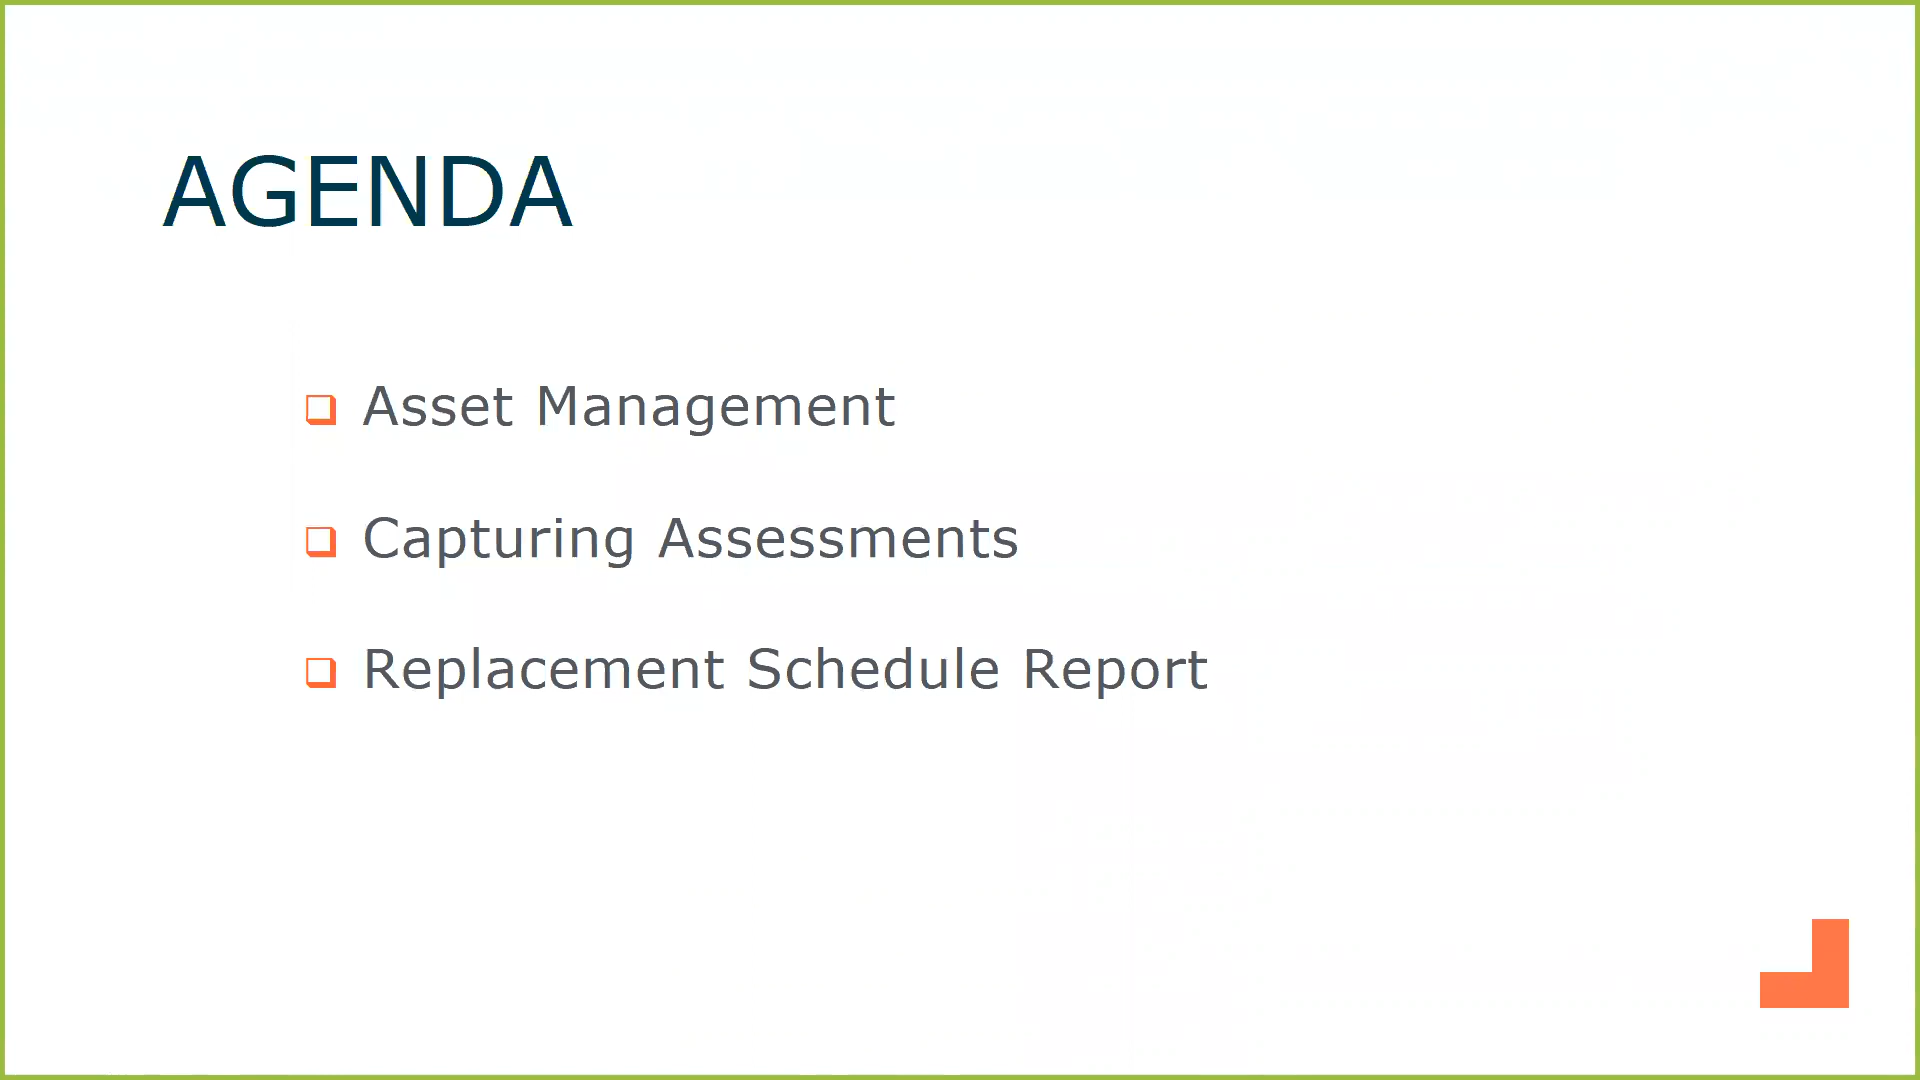 AGENDA
Asset Management
Capturing Assessments
Replacement Schedule Report